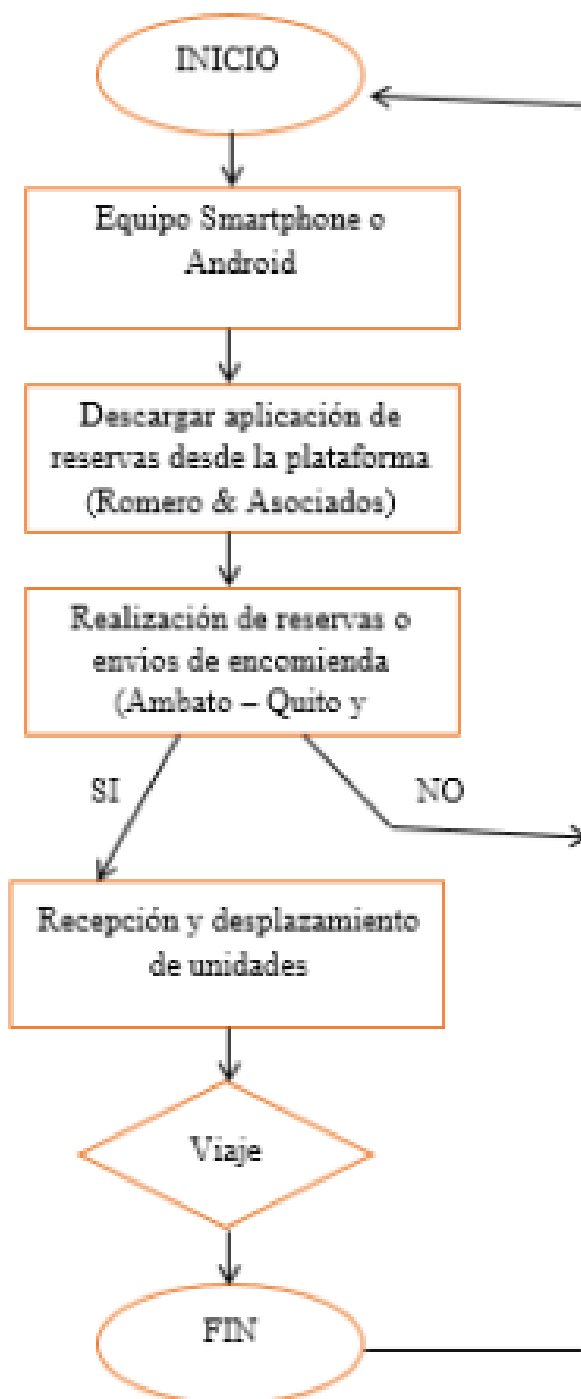 INICIO
Equipo Smartphone o
Android
Descargar aplicación de
reservas desde la plataforma
(Romero & Asociados)
Realización de reservas o
envíos de encomienda
(Ambato – Quito y
SI
NO
Recepción y desplazamiento
de unidades
Viaje
FIN